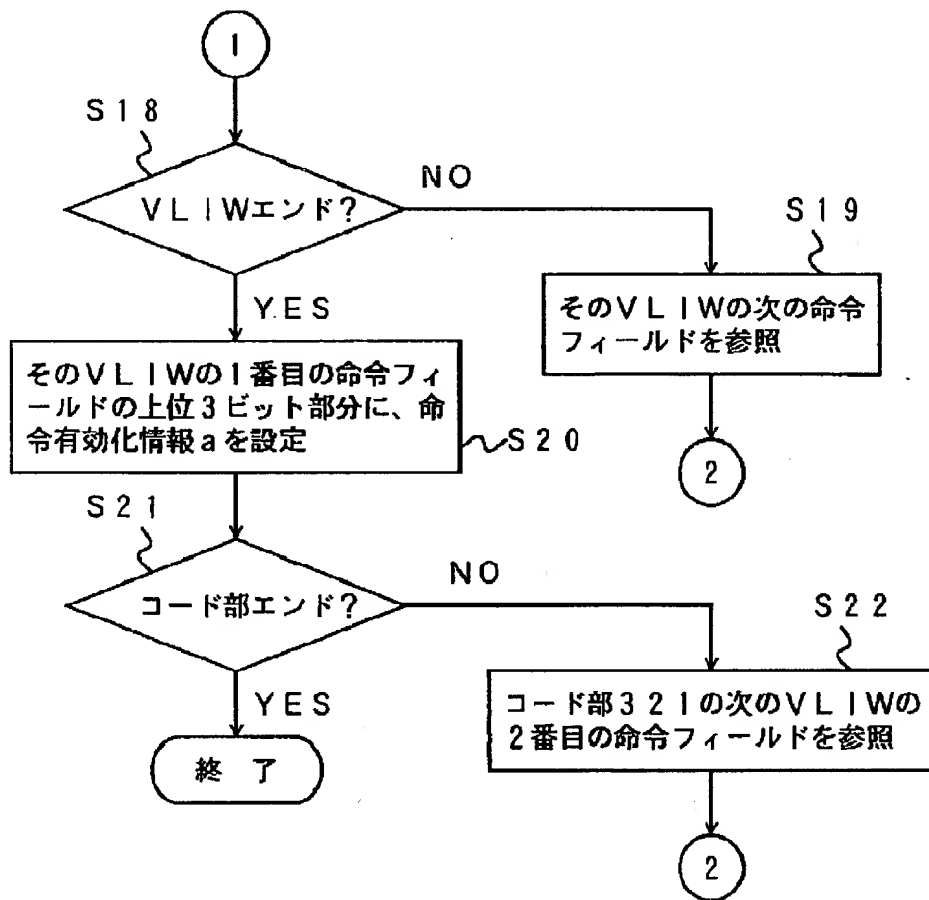 1
S18
VLIWエンド?
NO
S19
そのVLIWの次の命令
フィールドを参照
YES
2
そのVLIWの1番目の命令フィ
ールドの上位3ビット部分に、命
令有効化情報aを設定
S20
S21
コード部エンド?
NO
S22
コード部321の次のVLIWの
2番目の命令フィールドを参照
YES
終了
2